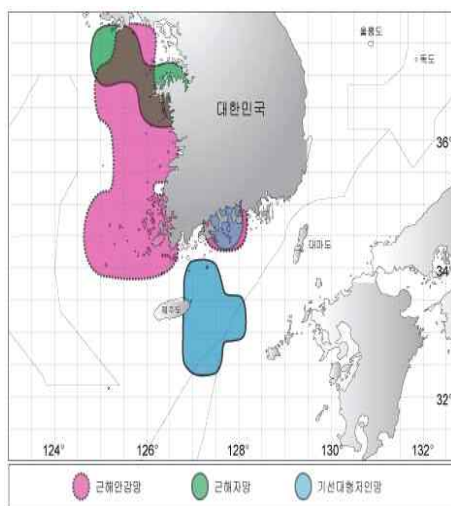 울릉도
독도
대한민국
36°
대마도
34°
제주도
32°
124° 126° 128° 130° 132°
근해안강망 근해자망 기선대형저인망